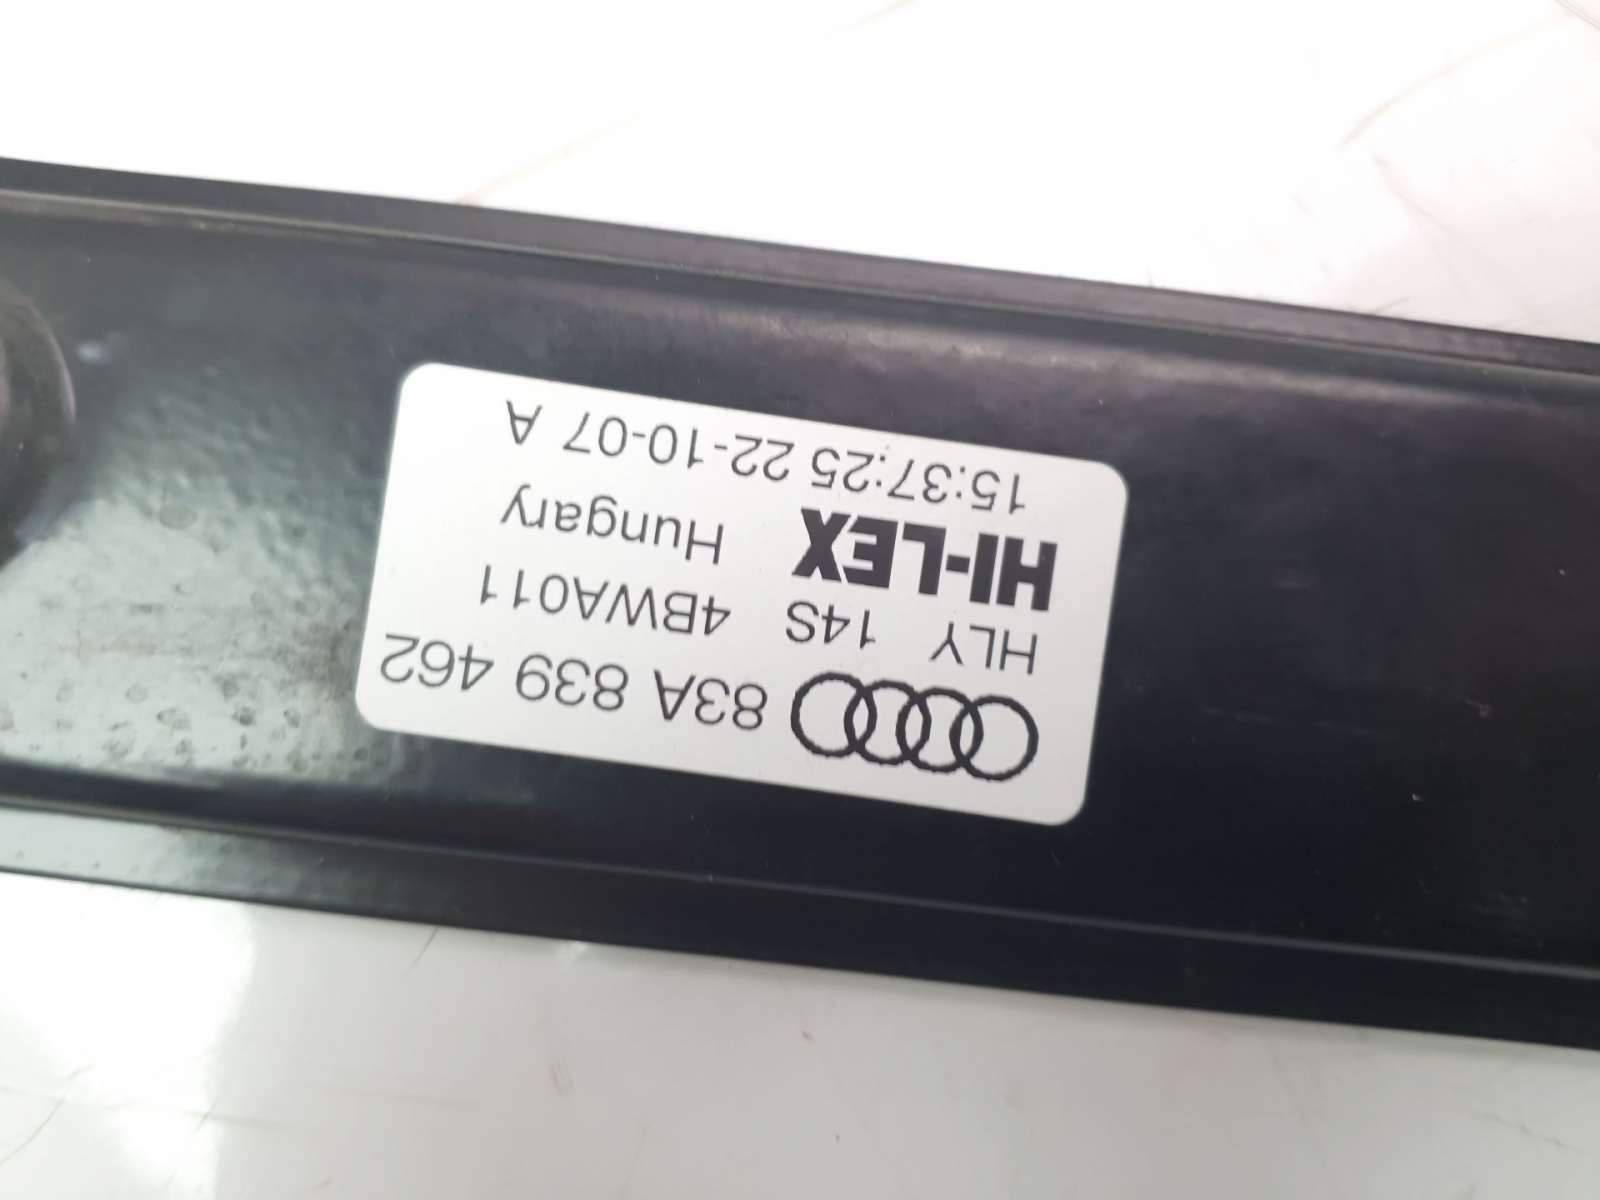 83A 839 462
HLY 14S 4BWA011
HI-LEX Hungary
15:37:25 22-10-07 A